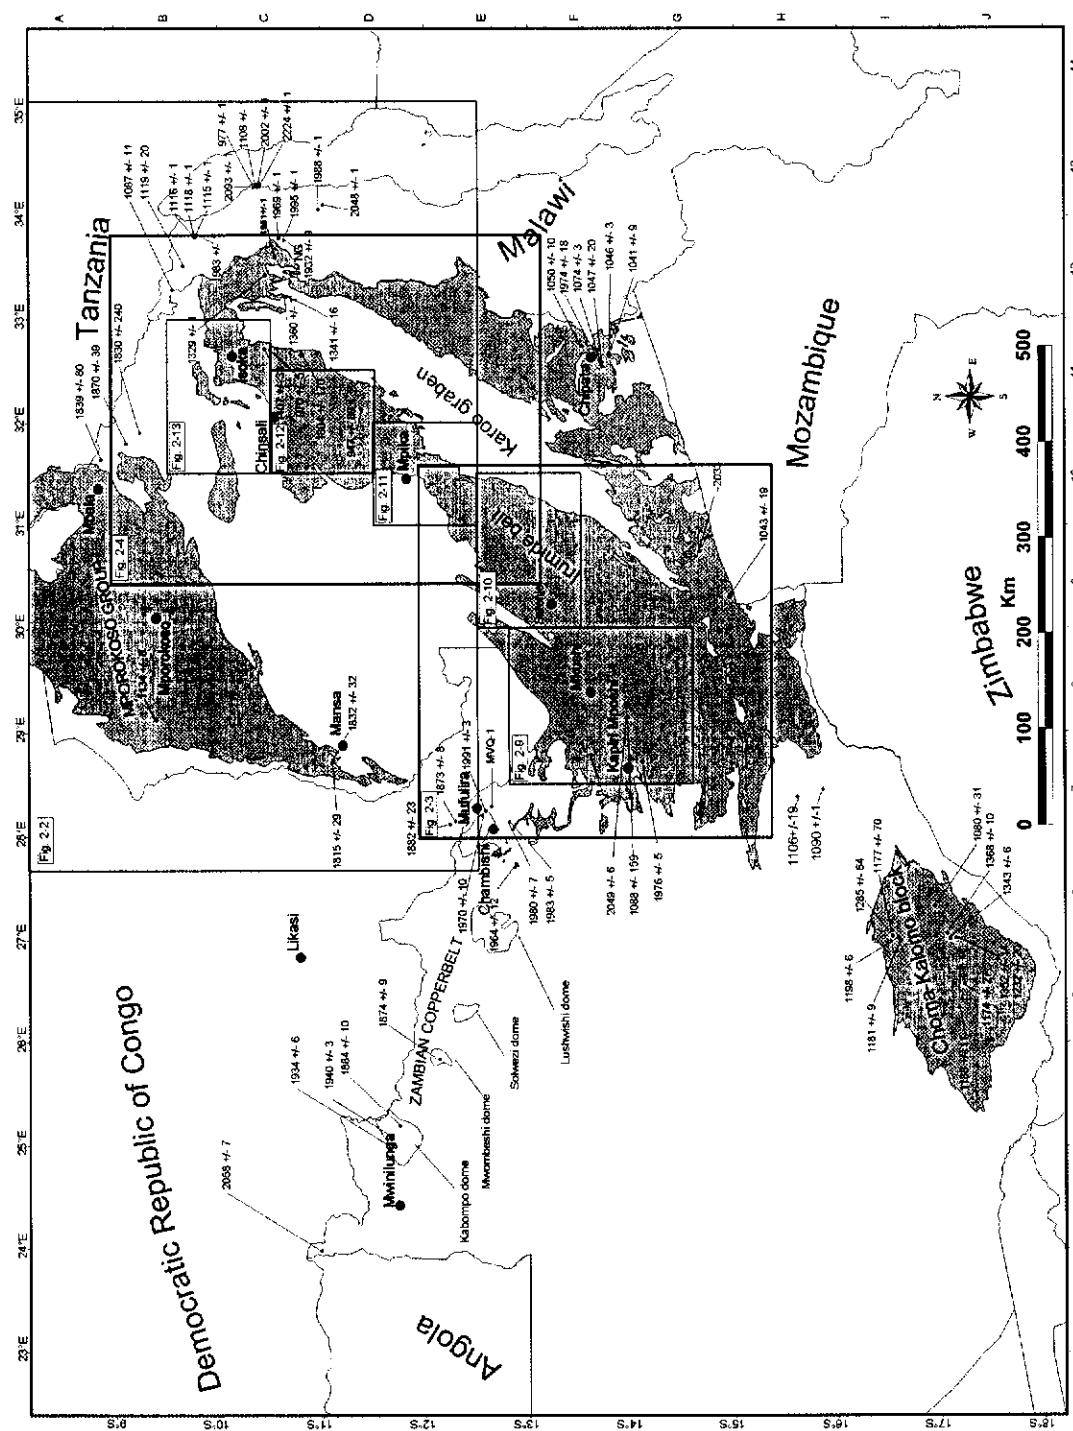 23°E
24°E
25°E
26°E
27°E
28°E
29°E
30°E
31°E
32°E
33°E
34°E
35°E
A
B
C
D
E
F
G
H
I
J
9°S
10°S
11°S
12°S
13°S
14°S
15°S
16°S
17°S
18°S
Democratic Republic of Congo
Angola
Tanzania
Malawi
Mozambique
Zimbabwe
Fig. 2-2
Fig. 2-4
Fig. 2-13
Fig. 2-12
Fig. 2-11
Fig. 2-10
Fig. 2-3
Fig. 2-9
MPOROKOSO GROUP
Mporokoso
Mbala
Isoka
Chinsali
Mpika
Mansa
Mufulira
Chambishi
Likasi
Mwinilunga
Mkushi
Kapiri Mposhi
Chipata
Karoo graben
Irumide belt
Choma-Kalomo block
ZAMBIAN COPPERBELT
Kabompo dome
Mwombeshi dome
Solwezi dome
Lushwishi dome
MVQ-1
2058 +/- 7
1934 +/- 6
1940 +/- 3
1884 +/- 10
1874 +/- 9
1970 +/- 10
1964 +/- 12
1980 +/- 7
1983 +/- 5
1882 +/- 23
1873 +/- 8
1991 +/- 3
1815 +/- 29
1832 +/- 32
1839 +/- 80
1870 +/- 39
1830 +/- 240
1067 +/- 11
1119 +/- 20
1116 +/- 1
1118 +/- 1
1115 +/- 1
977 +/- 1
1108 +/- 1
2002 +/- 1
2224 +/- 1
2093 +/-
1988 +/- 1
2048 +/- 1
1969 +/- 1
1995 +/- 1
1932 +/- 9
1360 +/-
1341 +/- 16
1329 +/-
1050 +/- 10
1974 +/- 18
1074 +/- 3
1047 +/- 20
1046 +/- 3
1041 +/- 9
1043 +/- 19
2049 +/- 6
1088 +/- 159
1976 +/- 5
1106+/-19
1090 +/-1
1285 +/- 64
1177 +/- 70
1198 +/- 6
1181 +/- 9
1080 +/- 31
1368 +/- 10
1343 +/- 6
N
E
S
W
0
100
200
300
400
500
Km